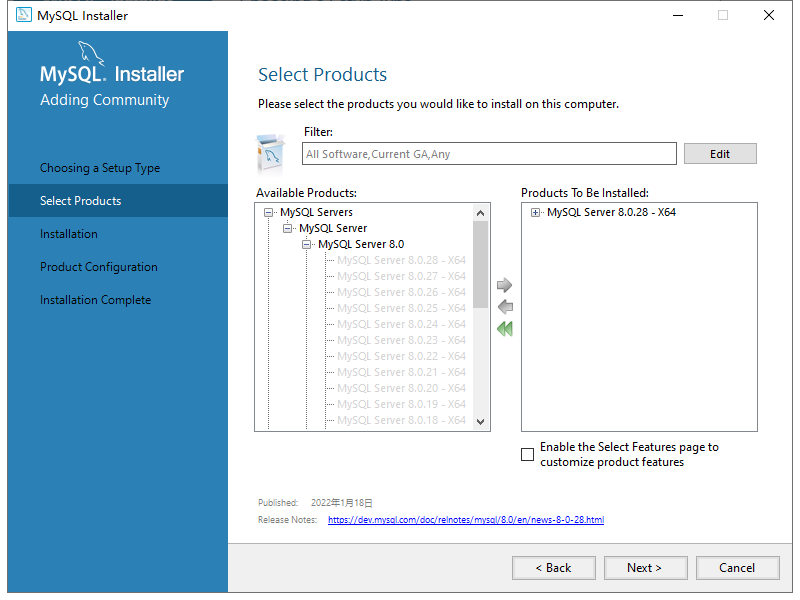 MySQL Installer
MySQL. Installer
Adding Community
Choosing a Setup Type
Select Products
Installation
Product Configuration
Installation Complete
Select Products
Please select the products you would like to install on this computer.
Filter:
All Software,Current GA,Any
Edit
Available Products:
MySQL Servers
MySQL Server
MySQL Server 8.0
MySQL Server 8.0.28 - X64
MySQL Server 8.0.27 - X64
MySQL Server 8.0.26 - X64
MySQL Server 8.0.25 - X64
MySQL Server 8.0.24 - X64
MySQL Server 8.0.23 - X64
MySQL Server 8.0.22 - X64
MySQL Server 8.0.21 - X64
MySQL Server 8.0.20 - X64
MySQL Server 8.0.19 - X64
MySQL Server 8.0.18 - X64
Products To Be Installed:
MySQL Server 8.0.28 - X64
Enable the Select Features page to
customize product features
Published: 2022年1月18日
Release Notes: https://dev.mysql.com/doc/relnotes/mysql/8.0/en/news-8-0-28.html
< Back
Next >
Cancel